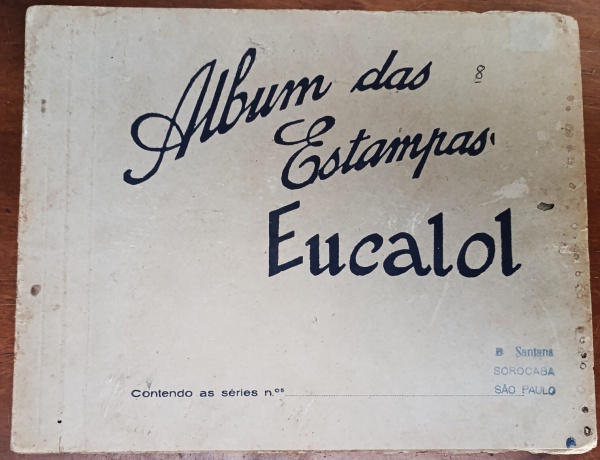 Album das
8
Estampas
Eucalol
B Santana
SOROCABA
SÃO PAULO
Contendo as séries n.ºˢ